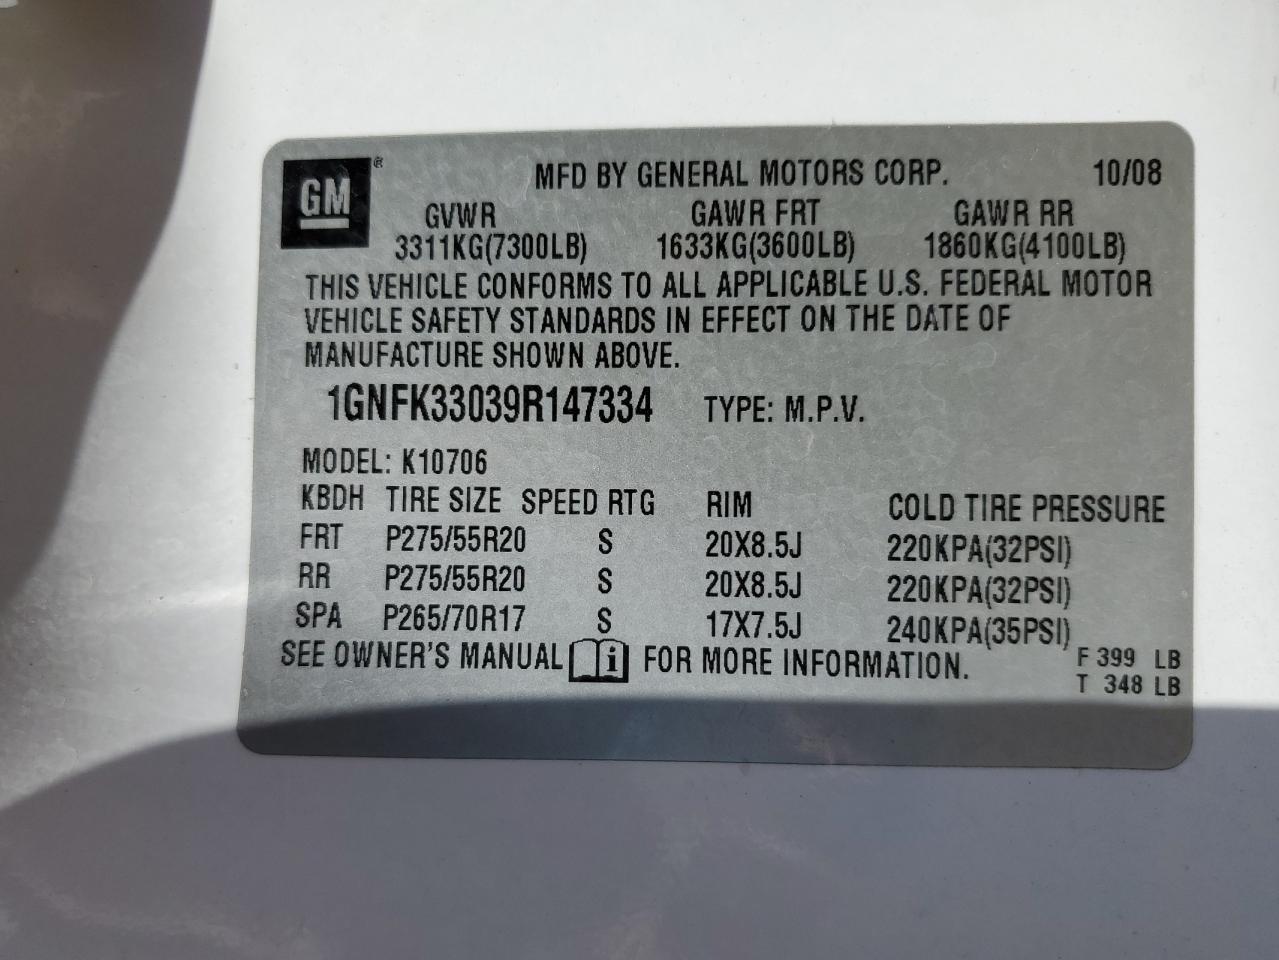 GM ®
MFD BY GENERAL MOTORS CORP. 10/08
GVWR GAWR FRT GAWR RR
3311KG(7300LB) 1633KG(3600LB) 1860KG(4100LB)
THIS VEHICLE CONFORMS TO ALL APPLICABLE U.S. FEDERAL MOTOR
VEHICLE SAFETY STANDARDS IN EFFECT ON THE DATE OF
MANUFACTURE SHOWN ABOVE.
1GNFK33039R147334 TYPE: M.P.V.
MODEL: K10706
KBDH TIRE SIZE SPEED RTG RIM COLD TIRE PRESSURE
FRT P275/55R20 S 20X8.5J 220KPA(32PSI)
RR P275/55R20 S 20X8.5J 220KPA(32PSI)
SPA P265/70R17 S 17X7.5J 240KPA(35PSI)
SEE OWNER'S MANUAL i FOR MORE INFORMATION.
F 399 LB
T 348 LB